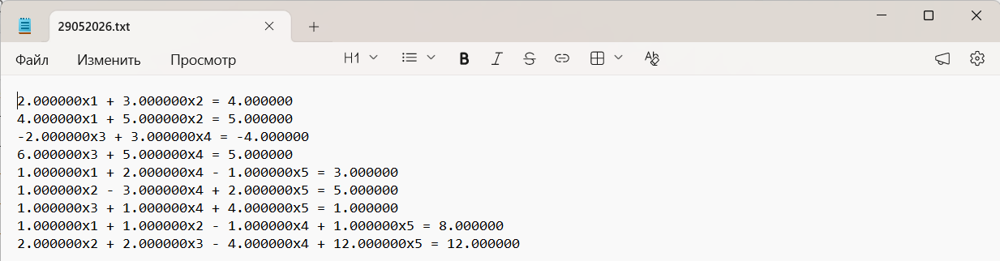 29052026.txt
Файл Изменить Просмотр H1 B I S
2.000000x1 + 3.000000x2 = 4.000000
4.000000x1 + 5.000000x2 = 5.000000
-2.000000x3 + 3.000000x4 = -4.000000
6.000000x3 + 5.000000x4 = 5.000000
1.000000x1 + 2.000000x4 - 1.000000x5 = 3.000000
1.000000x2 - 3.000000x4 + 2.000000x5 = 5.000000
1.000000x3 + 1.000000x4 + 4.000000x5 = 1.000000
1.000000x1 + 1.000000x2 - 1.000000x4 + 1.000000x5 = 8.000000
2.000000x2 + 2.000000x3 - 4.000000x4 + 12.000000x5 = 12.000000